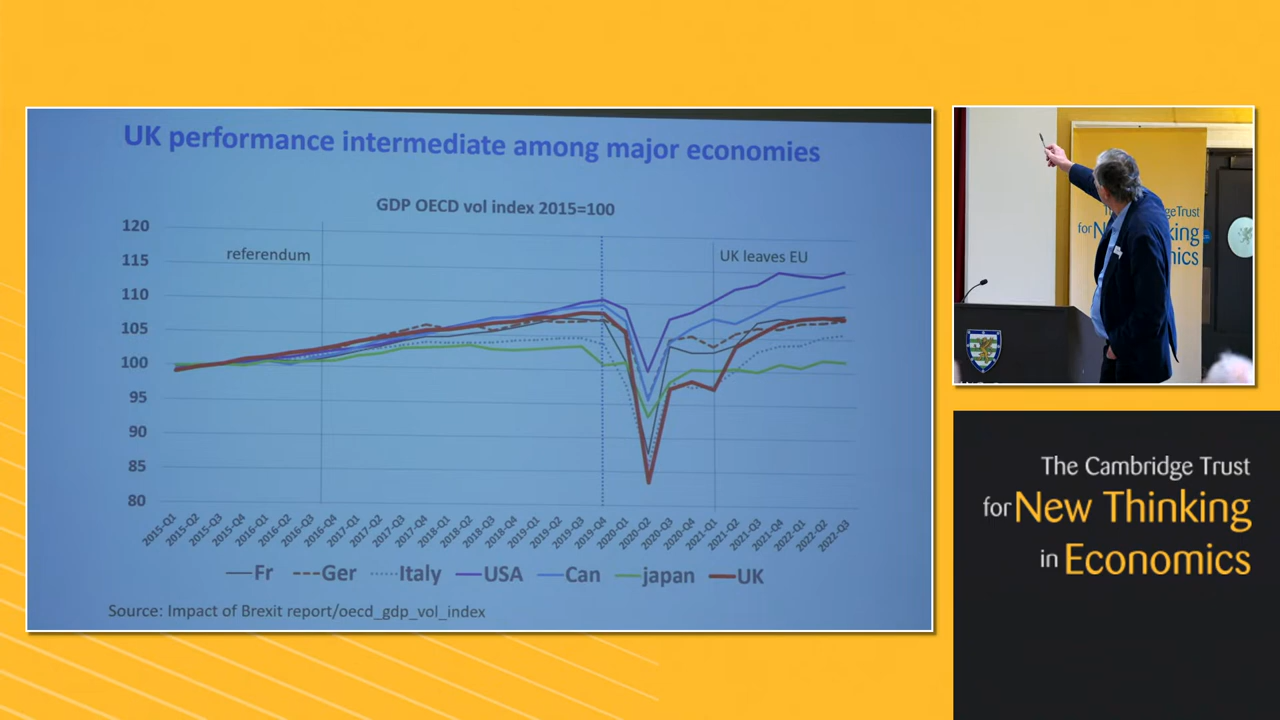 UK performance intermediate among major economies
GDP OECD vol index 2015=100
120
115
110
105
100
95
90
85
80
referendum
UK leaves EU
2015-Q1
2015-Q2
2015-Q3
2015-Q4
2016-Q1
2016-Q2
2016-Q3
2016-Q4
2017-Q1
2017-Q2
2017-Q3
2017-Q4
2018-Q1
2018-Q2
2018-Q3
2018-Q4
2019-Q1
2019-Q2
2019-Q3
2019-Q4
2020-Q1
2020-Q2
2020-Q3
2020-Q4
2021-Q1
2021-Q2
2021-Q3
2021-Q4
2022-Q1
2022-Q2
2022-Q3
Fr Ger Italy USA Can japan UK
Source: Impact of Brexit report/oecd_gdp_vol_index
The Cambridge Trust
for New Thinking
in Economics